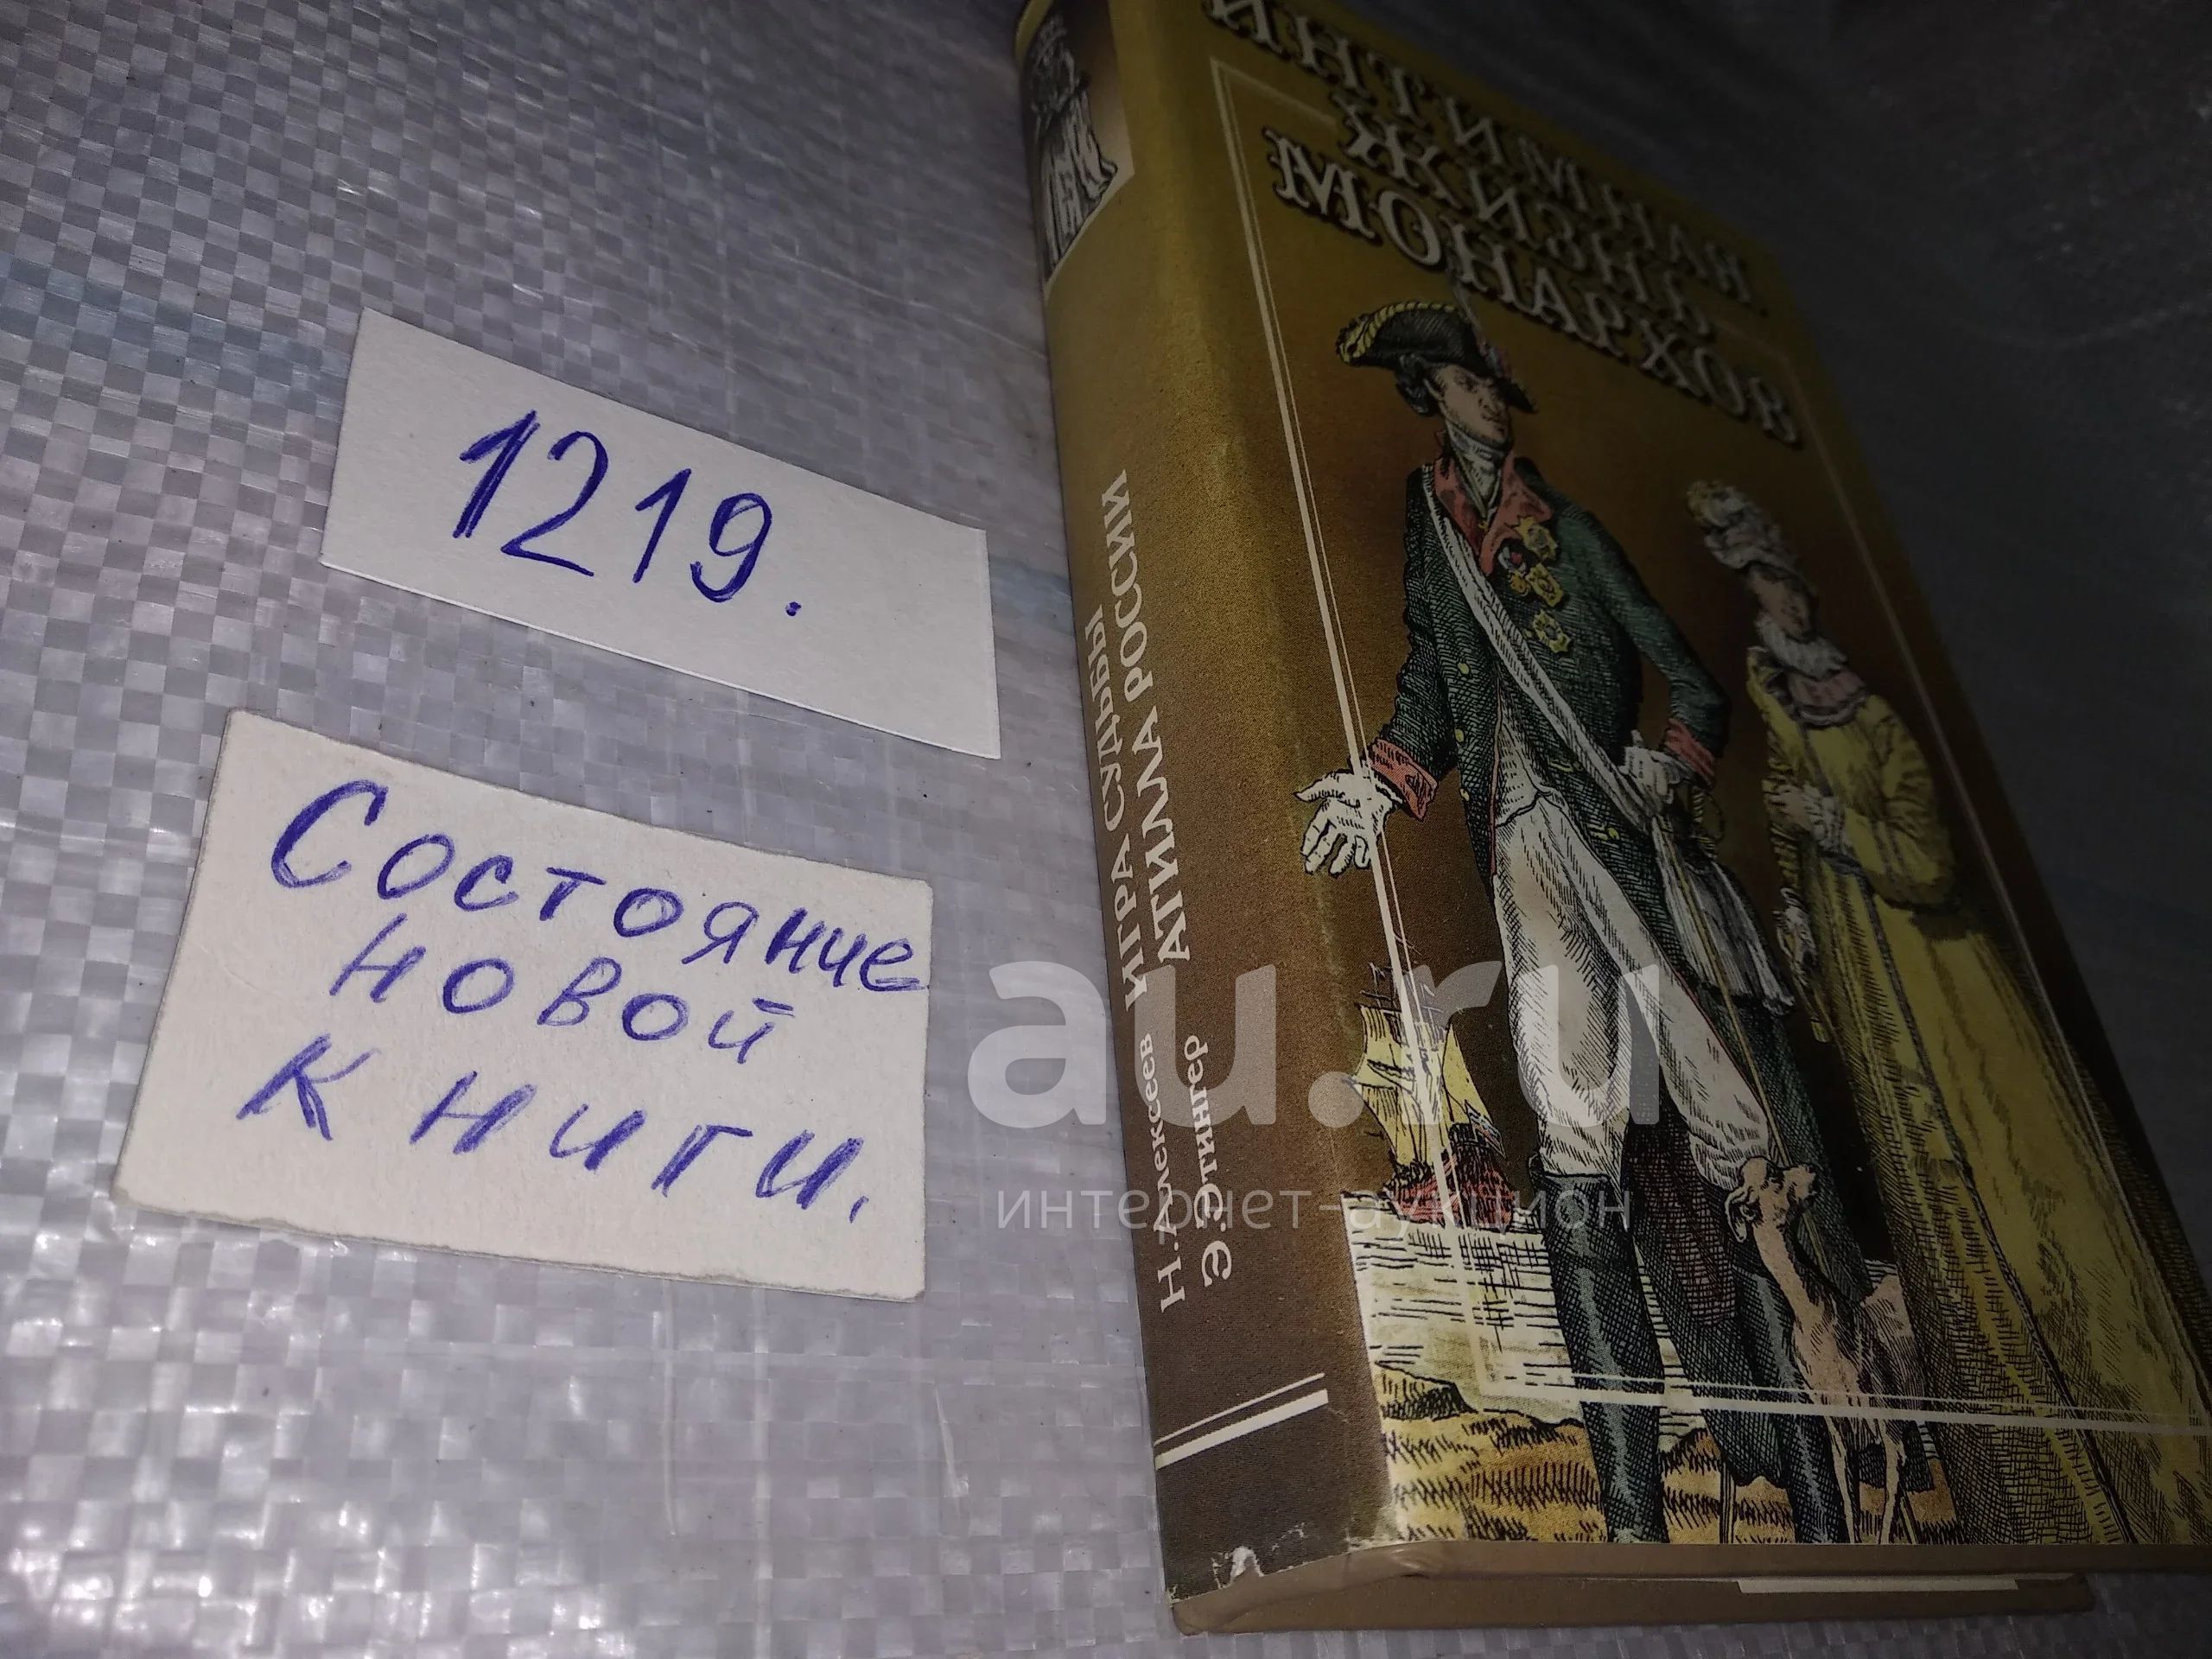 1219.
Состояние
новой
книги.
ИНТИМНАЯ
ЖИЗНЬ
МОНАРХОВ
Н. АЛЕКСЕЕВ ИГРА СУДЬБЫ
Э. ЭТИНГЕР АТИЛЛА РОССИИ
au.ru
интернет-аукцион